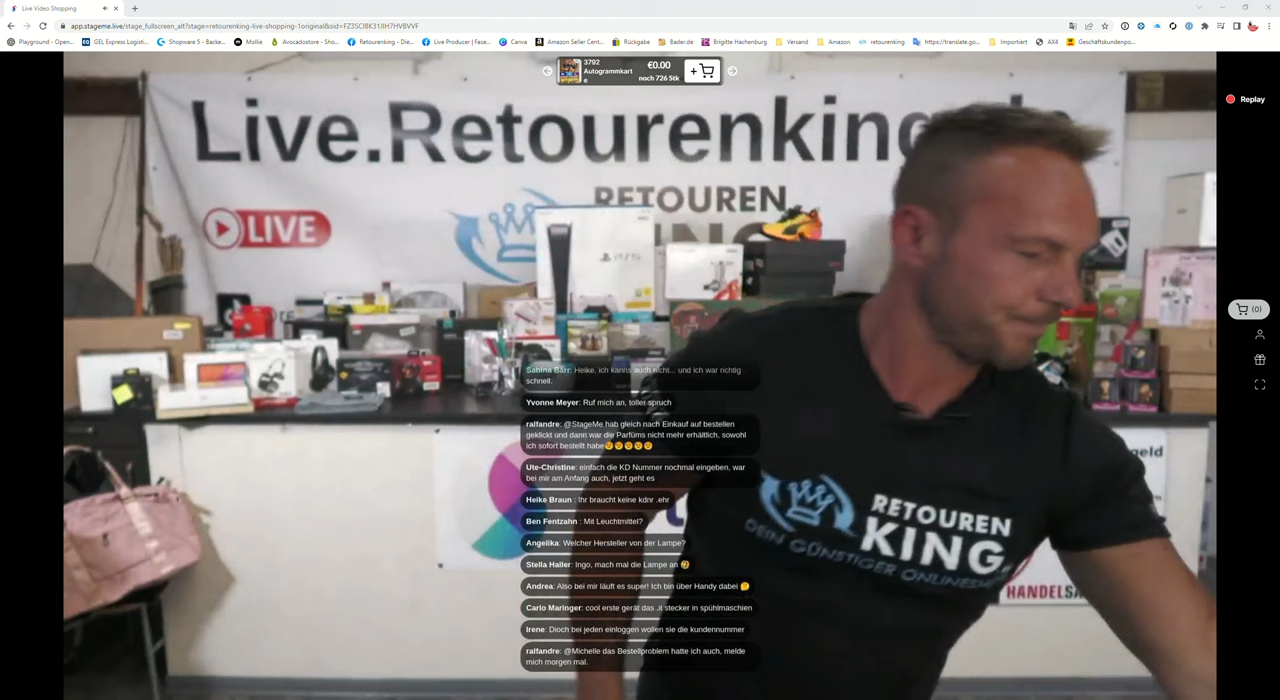 Live Video Shopping
app.stageme.live/stage_fullscreen_alt?stage=retourenking-live-shopping-1original&sid=FZ3SCIBK31JIH7HVBVVF
Playground - Open...
GEL Express Logisti...
Shopware 5 - Backe...
Mollie
Avocadostore - Sho...
Retourenking - Die...
Live Producer | Face...
Canva
Amazon Seller Cent...
Rückgabe
Bader.de
Brigitte Hachenburg
Versand
Amazon
retourenking
https://translate.go...
Importiert
AX4
Geschäftskundenpo...
3792
Autogrammkart
e
€0.00
noch 726 Stk
Replay
(0)
Live.Retourenking
LIVE
RETOUREN
PS5
Sabina Bärr: Heike, ich kanns auch nicht... und ich war richtig
schnell.
Yvonne Meyer: Ruf mich an, toller spruch
ralfandre: @StageMe hab gleich nach Einkauf auf bestellen
geklickt und dann war die Parfüms nicht mehr erhältlich, sowohl
ich sofort bestellt habe😟😟😟😟😟
Ute-Christine: einfach die KD Nummer nochmal eingeben, war
bei mir am Anfang auch, jetzt geht es
Heike Braun : Ihr braucht keine kdnr .ehr
Ben Fentzahn : Mit Leuchtmittel?
Angelika: Welcher Hersteller von der Lampe?
Stella Haller: Ingo, mach mal die Lampe an 🤣
Andrea: Also bei mir läuft es super! Ich bin über Handy dabei 🤔
Carlo Maringer: cool erste gerät das .it stecker in spühlmaschien
Irene: Dioch bei jeden einloggen wollen sie die kundennummer
ralfandre: @Michelle das Bestellproblem hatte ich auch, melde
mich morgen mal.
RETOUREN
KING
DEIN GÜNSTIGER ONLINESH
geld
HANDELSA